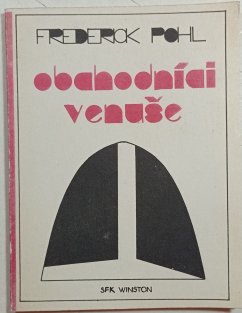 FREDERICK POHL
obchodníci
venuše
SFK WINSTON